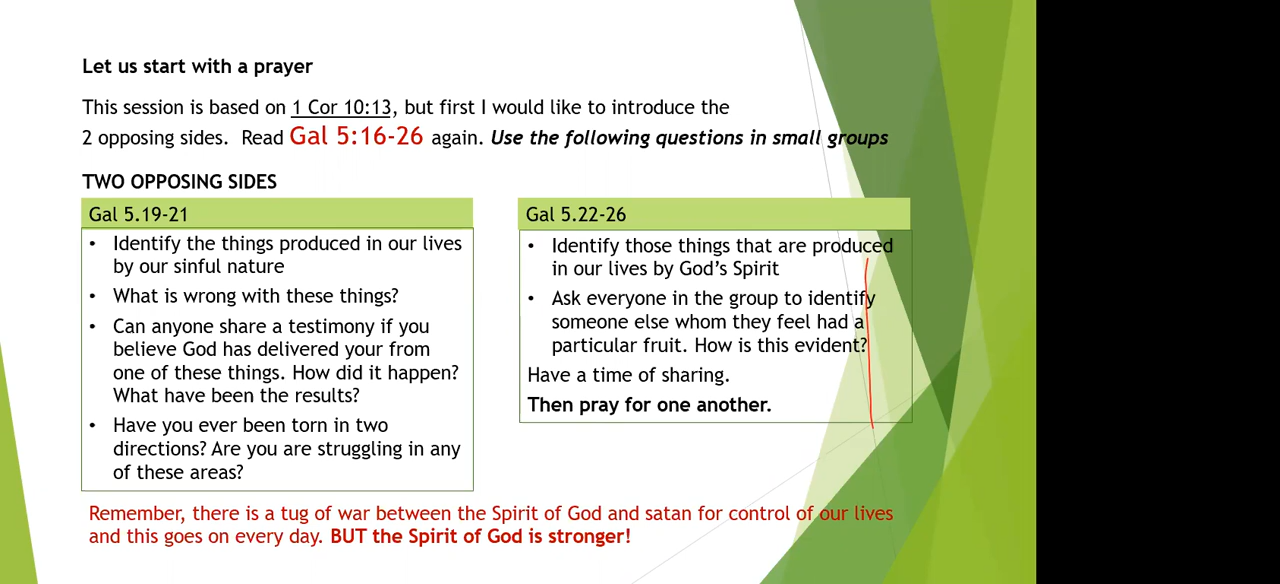 Let us start with a prayer
This session is based on 1 Cor 10:13, but first I would like to introduce the
2 opposing sides. Read Gal 5:16-26 again. Use the following questions in small groups
TWO OPPOSING SIDES
Gal 5.19-21
• Identify the things produced in our lives
by our sinful nature
• What is wrong with these things?
• Can anyone share a testimony if you
believe God has delivered your from
one of these things. How did it happen?
What have been the results?
• Have you ever been torn in two
directions? Are you are struggling in any
of these areas?
Gal 5.22-26
• Identify those things that are produced
in our lives by God's Spirit
• Ask everyone in the group to identify
someone else whom they feel had a
particular fruit. How is this evident?
Have a time of sharing.
Then pray for one another.
Remember, there is a tug of war between the Spirit of God and satan for control of our lives
and this goes on every day. BUT the Spirit of God is stronger!